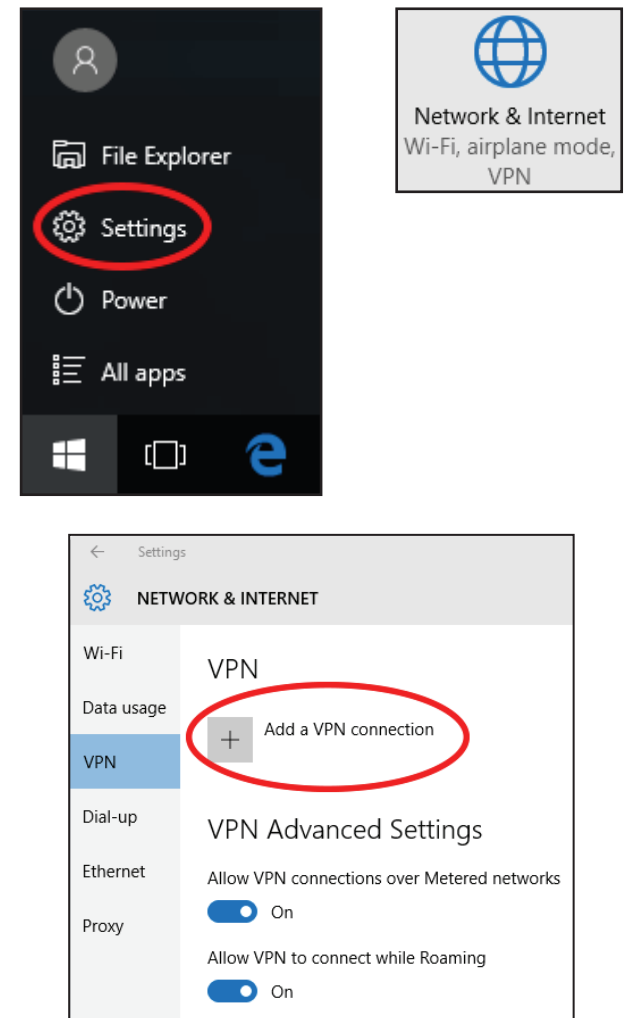 File Explorer
Settings
Power
All apps
Network & Internet
Wi-Fi, airplane mode,
VPN
Settings
NETWORK & INTERNET
Wi-Fi
Data usage
VPN
Dial-up
Ethernet
Proxy
VPN
Add a VPN connection
VPN Advanced Settings
Allow VPN connections over Metered networks
On
Allow VPN to connect while Roaming
On